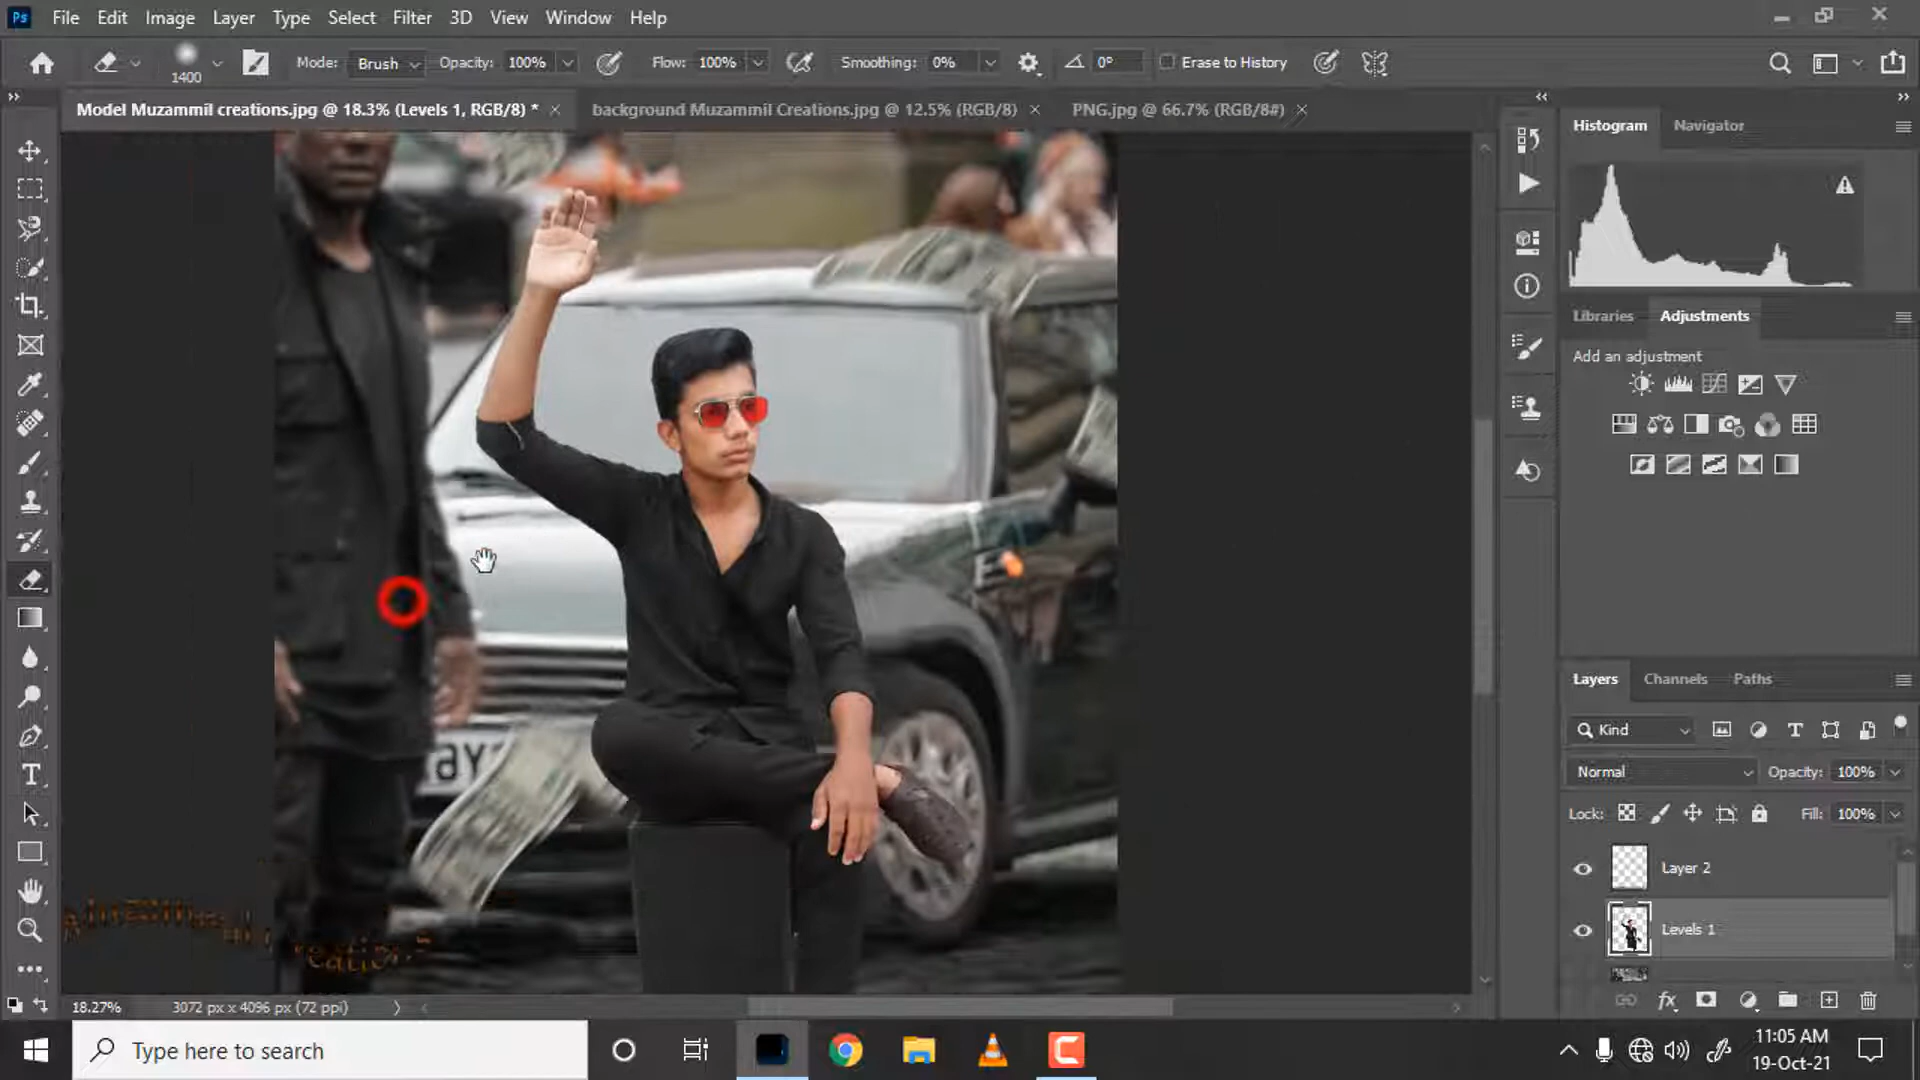 Ps File Edit Image Layer Type Select Filter 3D View Window Help
1400 Mode: Brush Opacity: 100% Flow: 100% Smoothing: 0% 0° Erase to History
Model Muzammil creations.jpg @ 18.3% (Levels 1, RGB/8) * background Muzammil Creations.jpg @ 12.5% (RGB/8) PNG.jpg @ 66.7% (RGB/8#)
Histogram Navigator
Libraries Adjustments
Add an adjustment
Layers Channels Paths
Kind
Normal Opacity: 100%
Lock: Fill: 100%
Layer 2
Levels 1
18.27% 3072 px x 4096 px (72 ppi)
Type here to search
11:05 AM
19-Oct-21